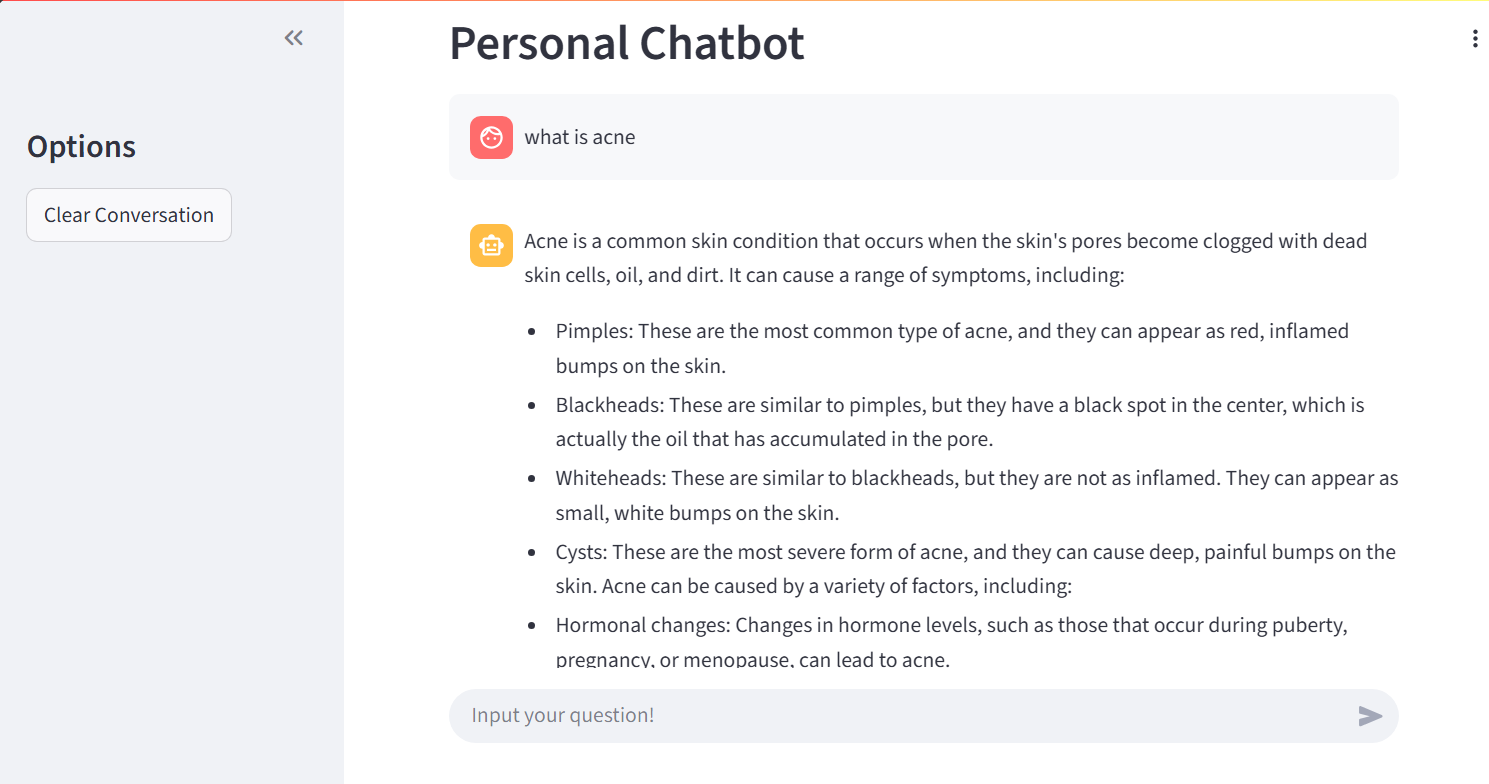 Personal Chatbot
Options
Clear Conversation
what is acne
Acne is a common skin condition that occurs when the skin's pores become clogged with dead
skin cells, oil, and dirt. It can cause a range of symptoms, including:
• Pimples: These are the most common type of acne, and they can appear as red, inflamed
bumps on the skin.
• Blackheads: These are similar to pimples, but they have a black spot in the center, which is
actually the oil that has accumulated in the pore.
• Whiteheads: These are similar to blackheads, but they are not as inflamed. They can appear as
small, white bumps on the skin.
• Cysts: These are the most severe form of acne, and they can cause deep, painful bumps on the
skin. Acne can be caused by a variety of factors, including:
• Hormonal changes: Changes in hormone levels, such as those that occur during puberty,
pregnancy, or menopause, can lead to acne.
Input your question!